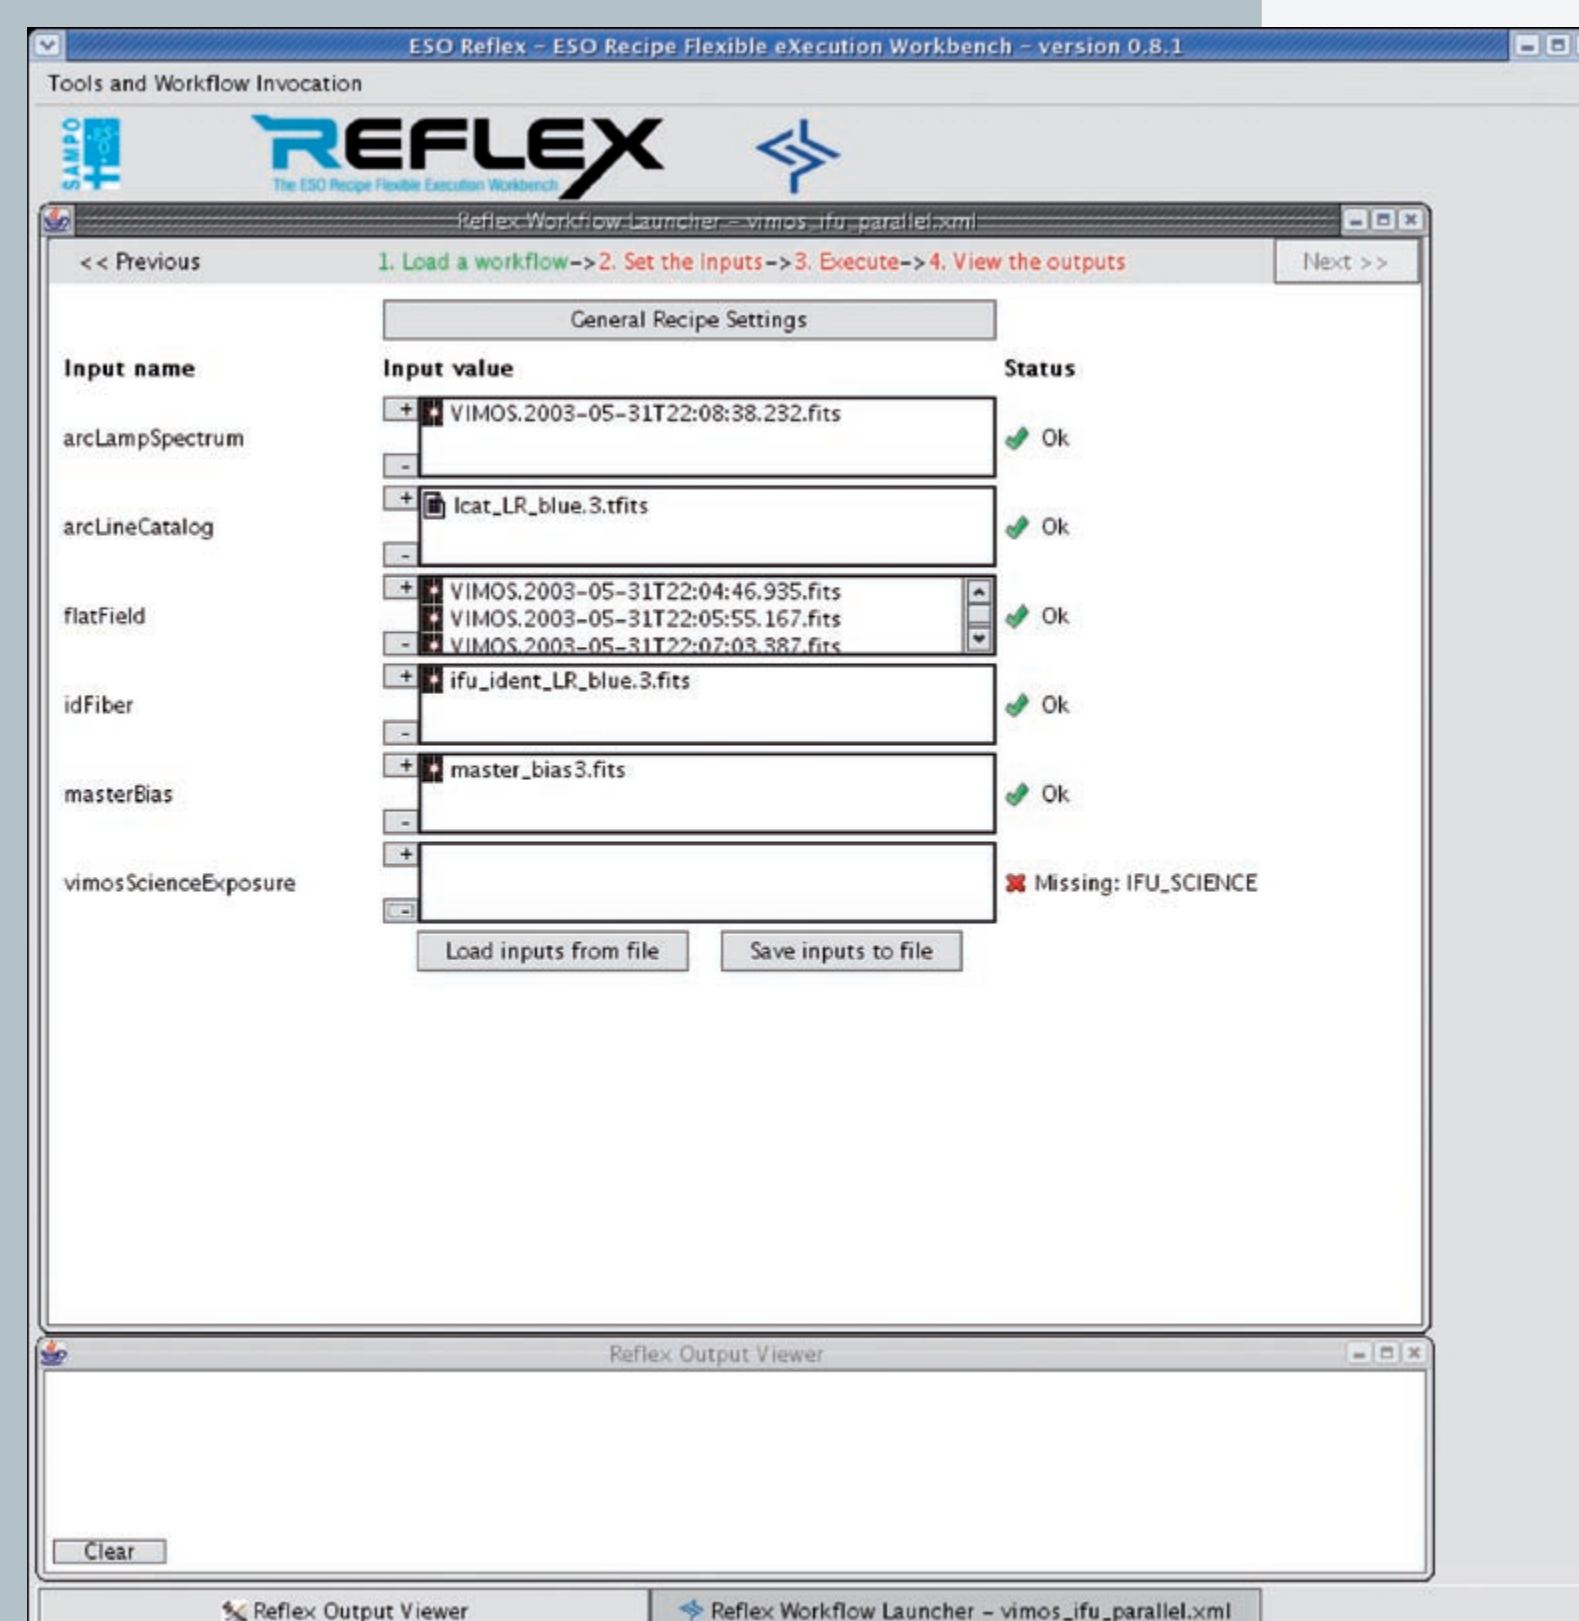 ESO Reflex - ESO Recipe Flexible eXecution Workbench - version 0.8.1
Tools and Workflow Invocation
SAMPO
REFLEX
The ESO Recipe Flexible Execution Workbench
Reflex Workflow Launcher - vimos_ifu_parallel.xml
<< Previous 1. Load a workflow->2. Set the Inputs->3. Execute->4. View the outputs Next >>
General Recipe Settings
Input name Input value Status
+ VIMOS.2003-05-31T22:08:38.232.fits
arcLampSpectrum Ok
-
+ lcat_LR_blue.3.tfits
arcLineCatalog Ok
-
+ VIMOS.2003-05-31T22:04:46.935.fits
flatField VIMOS.2003-05-31T22:05:55.167.fits Ok
- VIMOS.2003-05-31T22:07:03.387.fits
+ ifu_ident_LR_blue.3.fits
idFiber Ok
-
+ master_bias3.fits
masterBias Ok
-
+
vimosScienceExposure Missing: IFU_SCIENCE
-
Load inputs from file Save inputs to file
Reflex Output Viewer
Clear
Reflex Output Viewer Reflex Workflow Launcher - vimos_ifu_parallel.xml